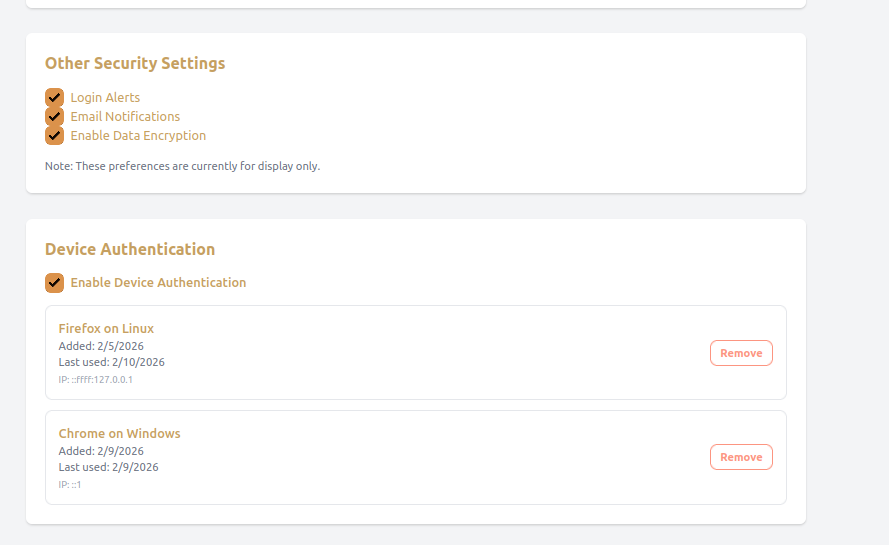 Other Security Settings
Login Alerts
Email Notifications
Enable Data Encryption
Note: These preferences are currently for display only.
Device Authentication
Enable Device Authentication
Firefox on Linux
Added: 2/5/2026
Last used: 2/10/2026
IP: ::ffff:127.0.0.1
Remove
Chrome on Windows
Added: 2/9/2026
Last used: 2/9/2026
IP: ::1
Remove